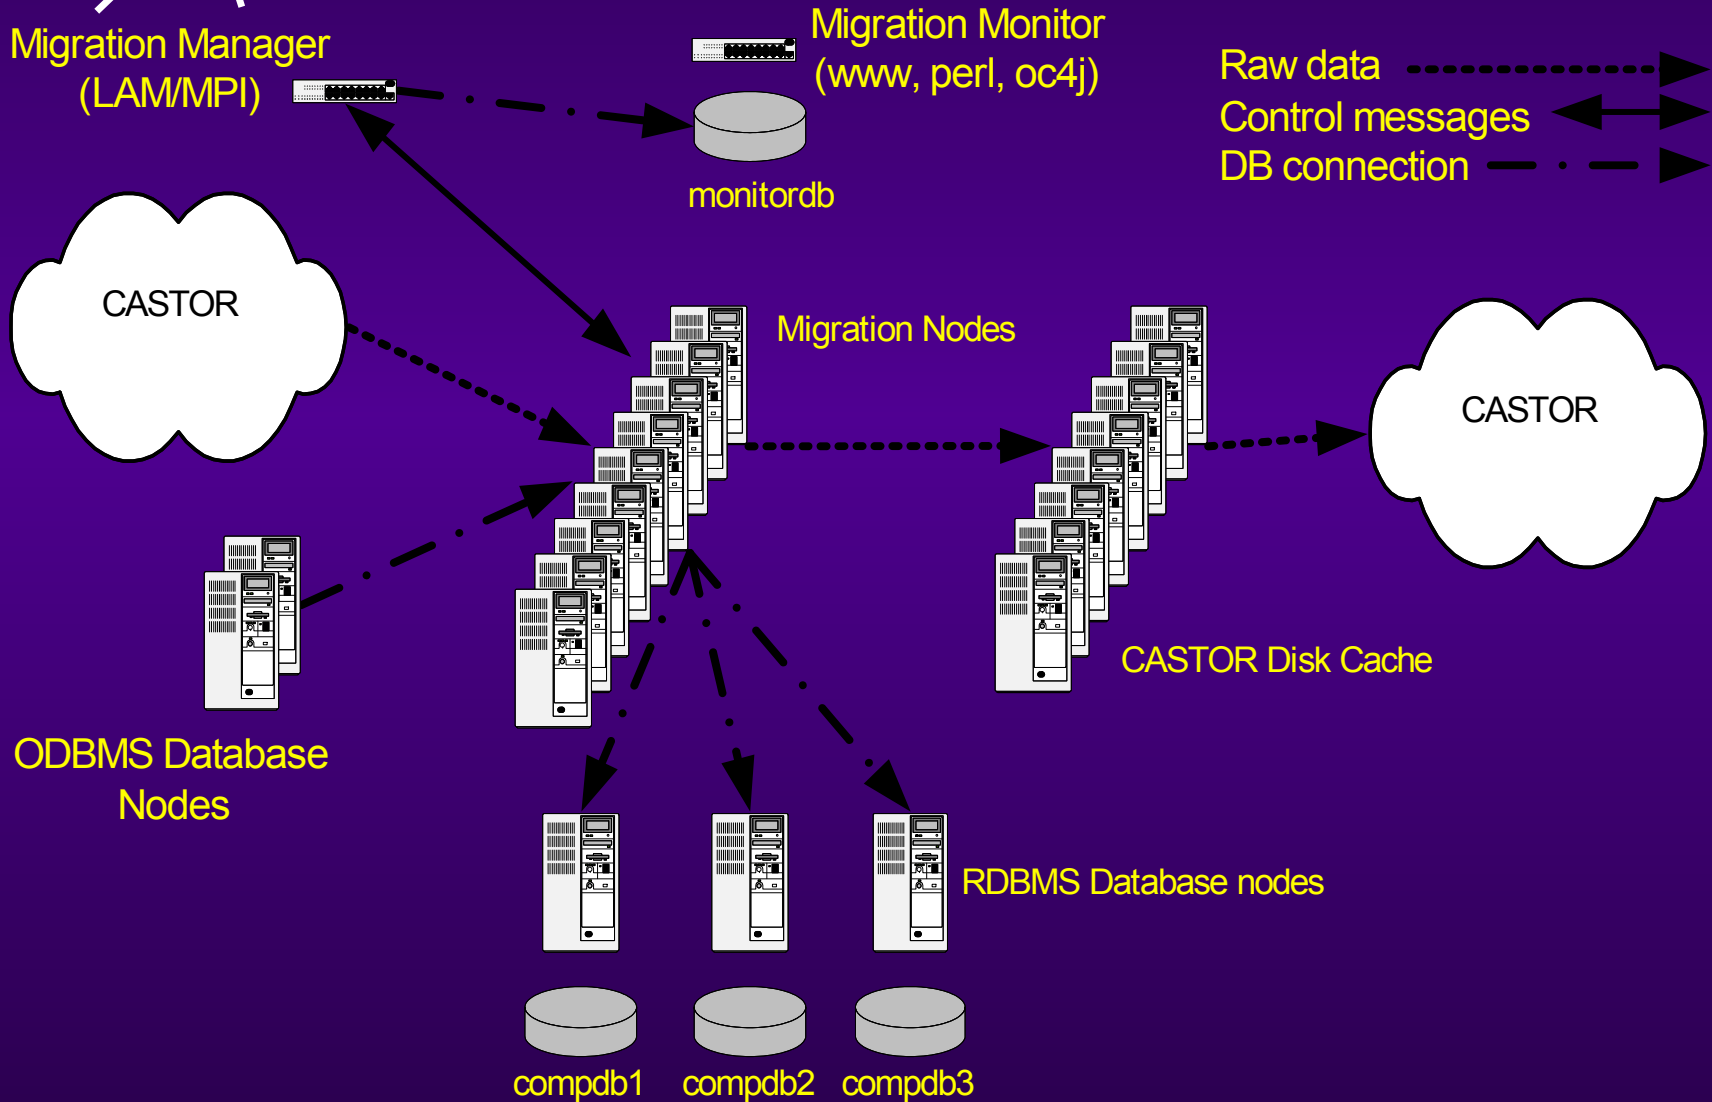 Migration Manager
(LAM/MPI)
Migration Monitor
(www, perl, oc4j)
monitordb
Raw data
Control messages
DB connection
CASTOR
Migration Nodes
CASTOR
CASTOR Disk Cache
ODBMS Database
Nodes
RDBMS Database nodes
compdb1
compdb2
compdb3